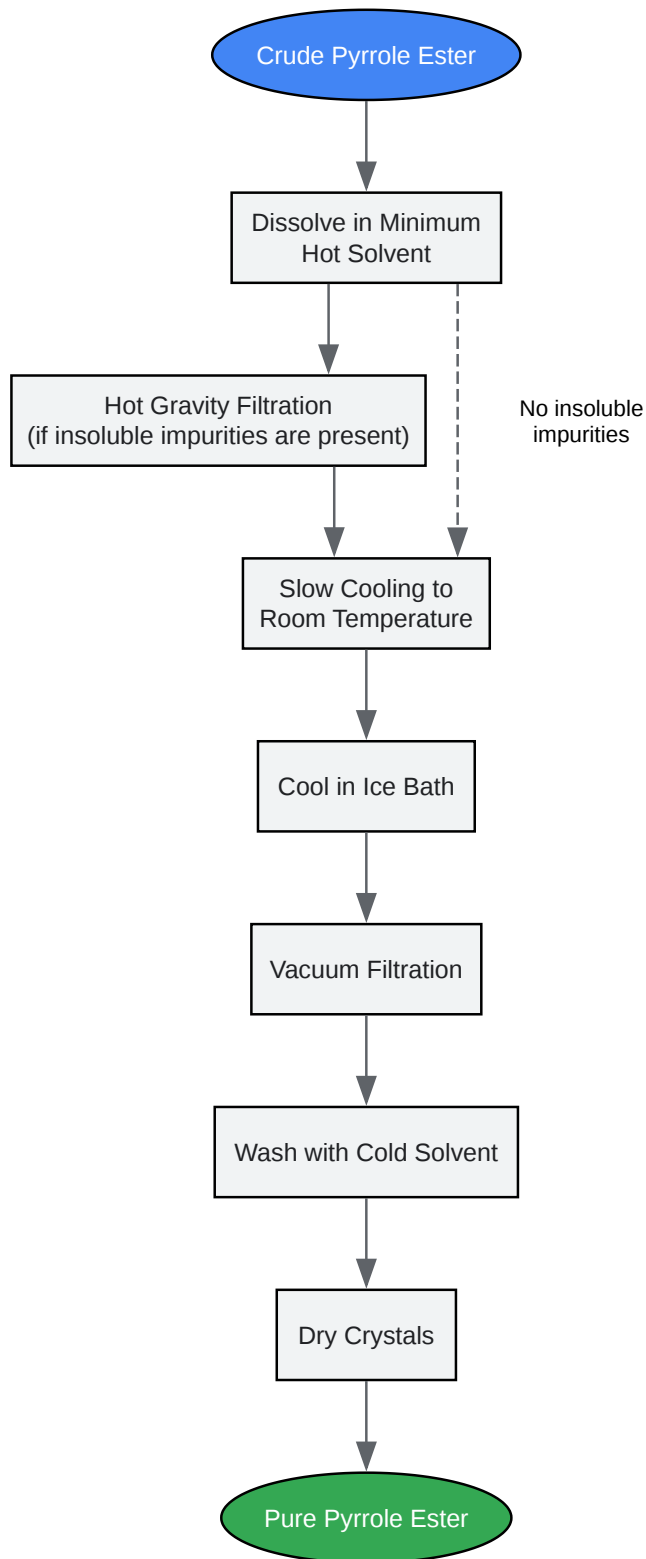 Crude Pyrrole Ester
Dissolve in Minimum
Hot Solvent
Hot Gravity Filtration
(if insoluble impurities are present)
No insoluble
impurities
Slow Cooling to
Room Temperature
Cool in Ice Bath
Vacuum Filtration
Wash with Cold Solvent
Dry Crystals
Pure Pyrrole Ester